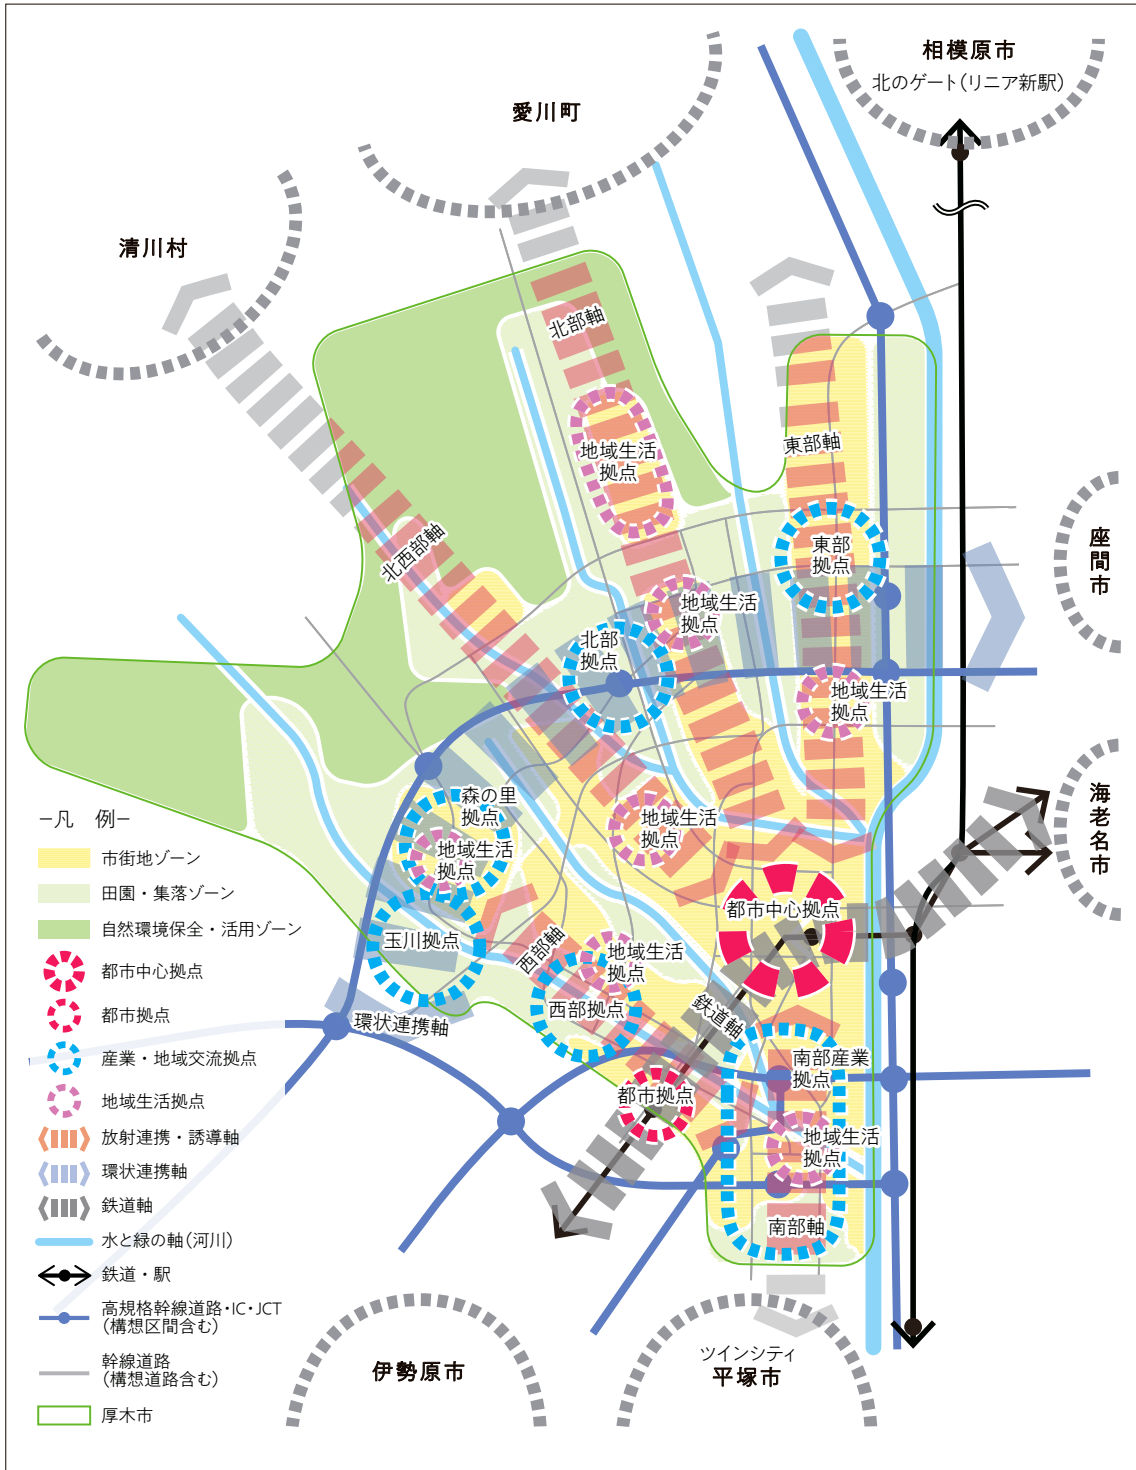 相模原市
北のゲート(リニア新駅)
愛川町
清川村
北部軸
東部軸
地域生活
拠点
座間市
東部
拠点
北西部軸
地域生活
拠点
北部
拠点
地域生活
拠点
海老名市
森の里
拠点
地域生活
拠点
地域生活
拠点
都市中心拠点
玉川拠点
西部軸
地域生活
拠点
西部拠点
鉄道軸
環状連携軸
南部産業
拠点
都市拠点
地域生活
拠点
南部軸
ツインシティ
平塚市
伊勢原市
−凡 例−
市街地ゾーン
田園・集落ゾーン
自然環境保全・活用ゾーン
都市中心拠点
都市拠点
産業・地域交流拠点
地域生活拠点
放射連携・誘導軸
環状連携軸
鉄道軸
水と緑の軸(河川)
鉄道・駅
高規格幹線道路・IC・JCT
(構想区間含む)
幹線道路
(構想道路含む)
厚木市